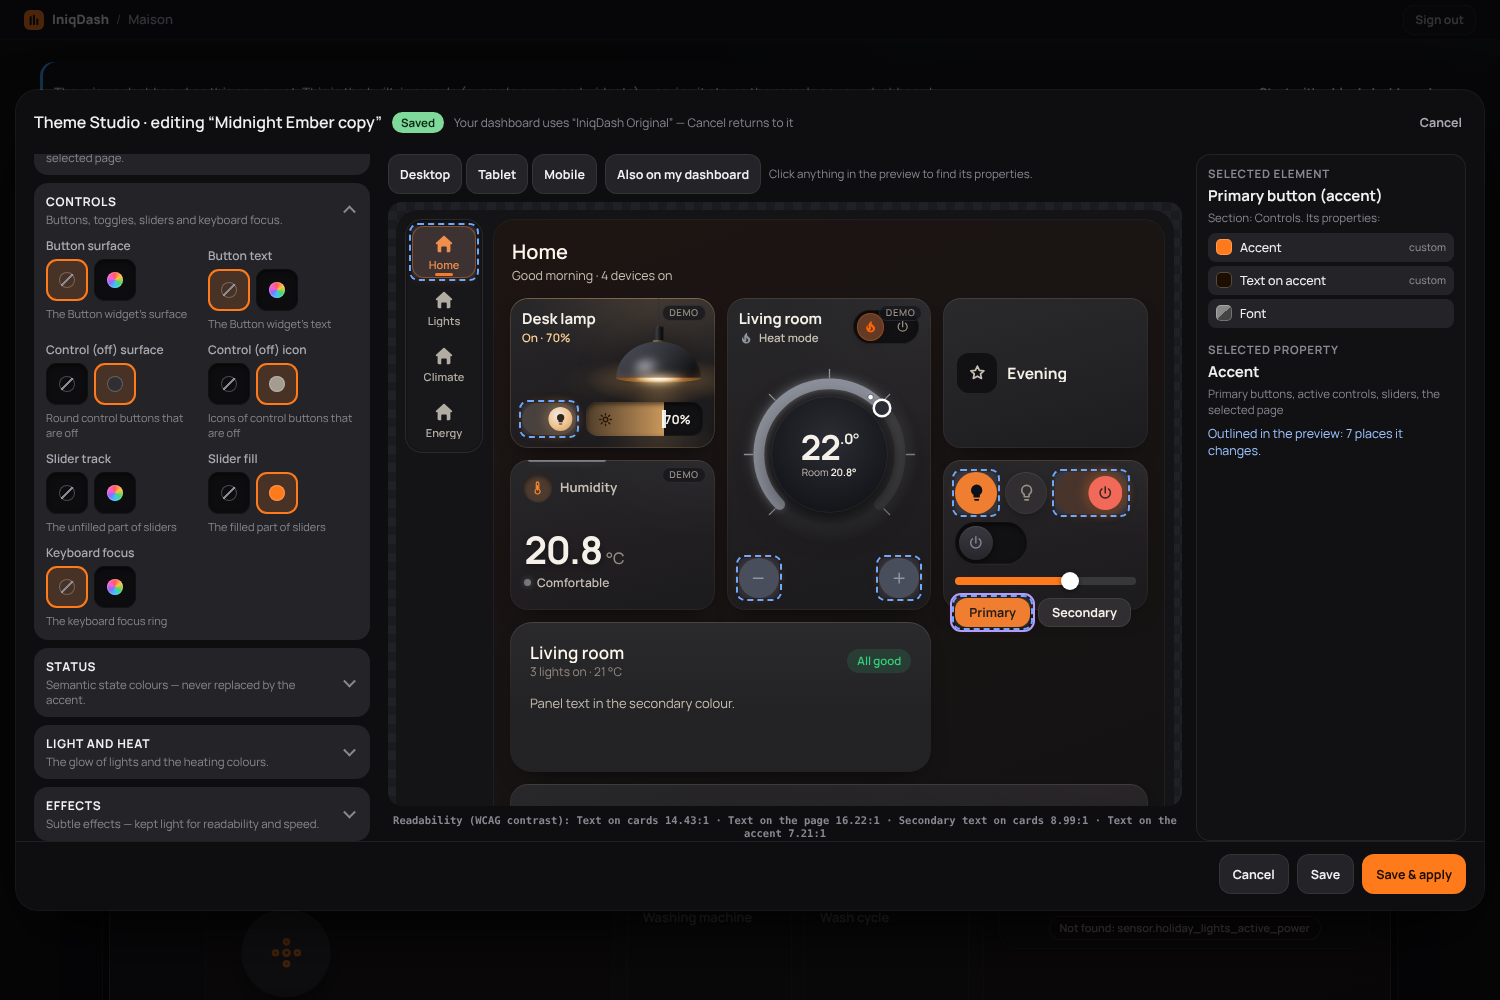 IniqDash / Maison
Sign out
Theme Studio · editing “Midnight Ember copy”
Saved
Your dashboard uses “IniqDash Original” — Cancel returns to it
Cancel
selected page.
CONTROLS
Buttons, toggles, sliders and keyboard focus.
Button surface
The Button widget's surface
Button text
The Button widget's text
Control (off) surface
Round control buttons that
are off
Control (off) icon
Icons of control buttons that
are off
Slider track
The unfilled part of sliders
Slider fill
The filled part of sliders
Keyboard focus
The keyboard focus ring
STATUS
Semantic state colours — never replaced by the
accent.
LIGHT AND HEAT
The glow of lights and the heating colours.
EFFECTS
Subtle effects — kept light for readability and speed.
Desktop
Tablet
Mobile
Also on my dashboard
Click anything in the preview to find its properties.
Home
Lights
Climate
Energy
Home
Good morning · 4 devices on
Desk lamp
DEMO
On · 70%
70%
Living room
DEMO
Heat mode
22.0°
Room 20.8°
Evening
Humidity
DEMO
20.8 °C
Comfortable
Primary
Secondary
Living room
3 lights on · 21 °C
All good
Panel text in the secondary colour.
Readability (WCAG contrast): Text on cards 14.43:1 · Text on the page 16.22:1 · Secondary text on cards 8.99:1 · Text on the
accent 7.21:1
SELECTED ELEMENT
Primary button (accent)
Section: Controls. Its properties:
Accent
custom
Text on accent
custom
Font
SELECTED PROPERTY
Accent
Primary buttons, active controls, sliders, the
selected page
Outlined in the preview: 7 places it
changes.
Cancel
Save
Save & apply
Washing machine
Wash cycle
Not found: sensor.holiday_lights_active_power